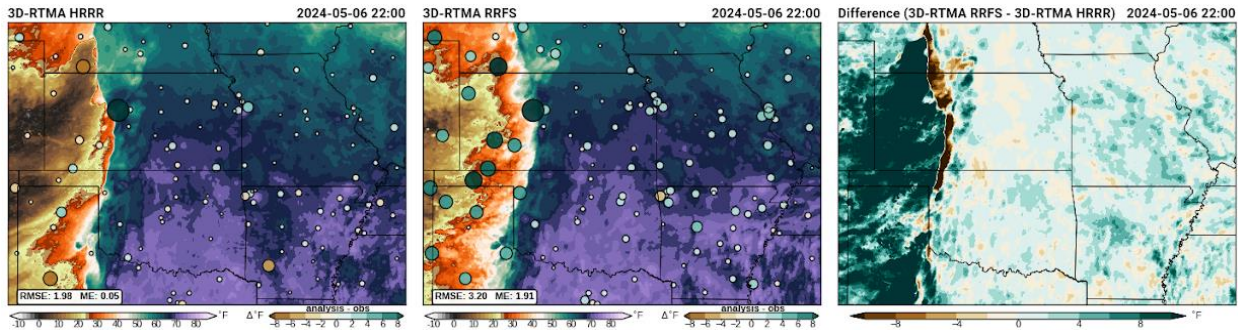 3D-RTMA HRRR 2024-05-06 22:00
RMSE: 1.98 ME: 0.05
-10 0 10 20 30 40 50 60 70 80 °F
analysis - obs
Δ°F -8 -6 -4 -2 0 2 4 6 8
3D-RTMA RRFS 2024-05-06 22:00
RMSE: 3.20 ME: 1.91
-10 0 10 20 30 40 50 60 70 80 °F
analysis - obs
Δ°F -8 -6 -4 -2 0 2 4 6 8
Difference (3D-RTMA RRFS - 3D-RTMA HRRR) 2024-05-06 22:00
-8 -4 0 4 8 °F